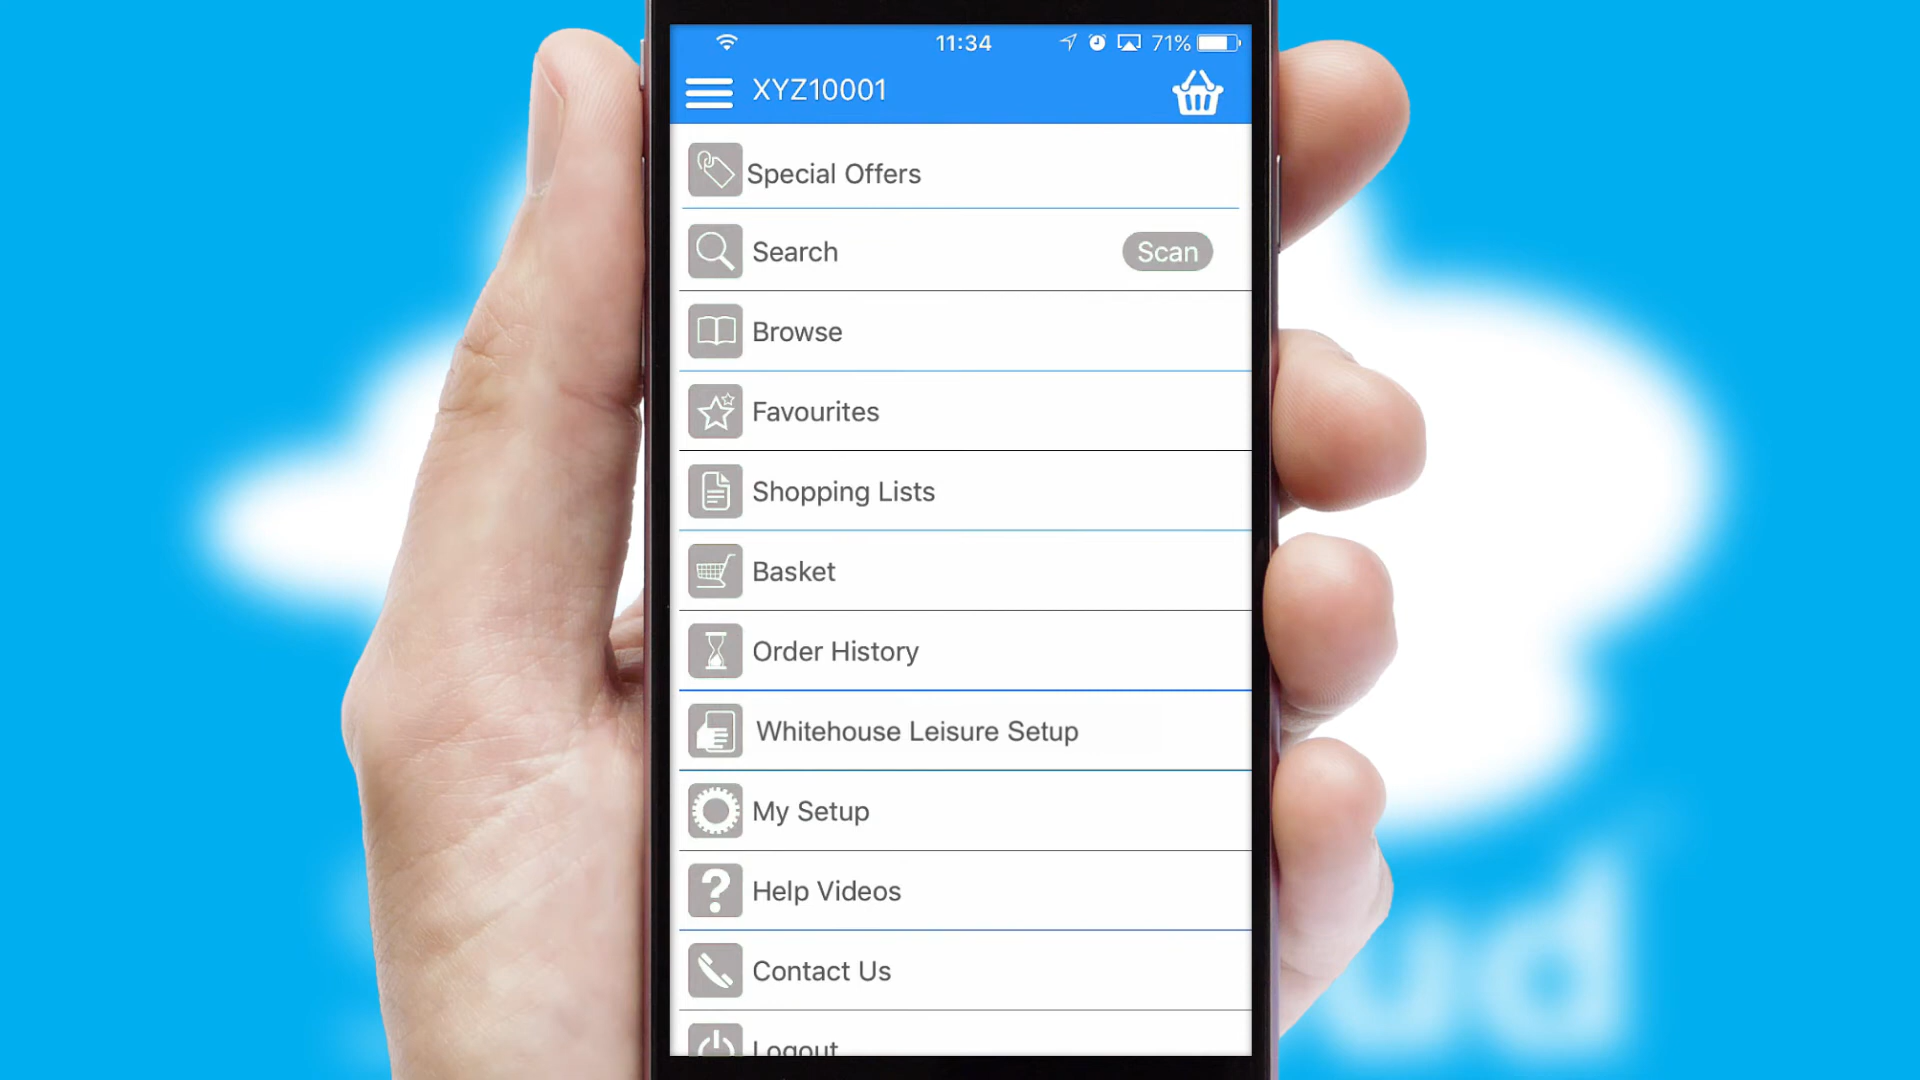 11:34 71%
XYZ10001
Special Offers
Search Scan
Browse
Favourites
Shopping Lists
Basket
Order History
Whitehouse Leisure Setup
My Setup
Help Videos
Contact Us
Logout
ud